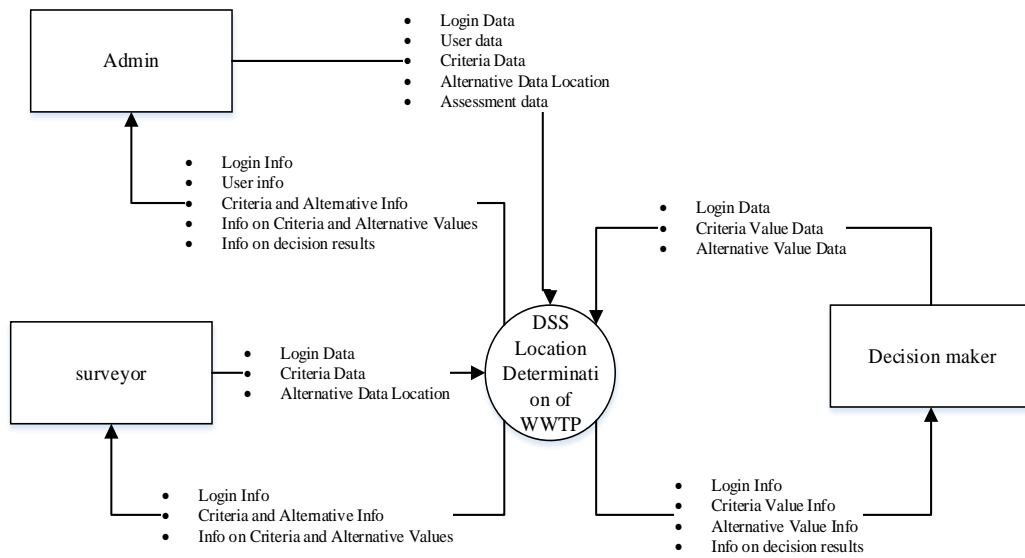 Admin
• Login Data
• User data
• Criteria Data
• Alternative Data Location
• Assessment data
• Login Info
• User info
• Criteria and Alternative Info
• Info on Criteria and Alternative Values
• Info on decision results
• Login Data
• Criteria Value Data
• Alternative Value Data
surveyor
• Login Data
• Criteria Data
• Alternative Data Location
DSS
Location
Determinati
on of
WWTP
Decision maker
• Login Info
• Criteria and Alternative Info
• Info on Criteria and Alternative Values
• Login Info
• Criteria Value Info
• Alternative Value Info
• Info on decision results